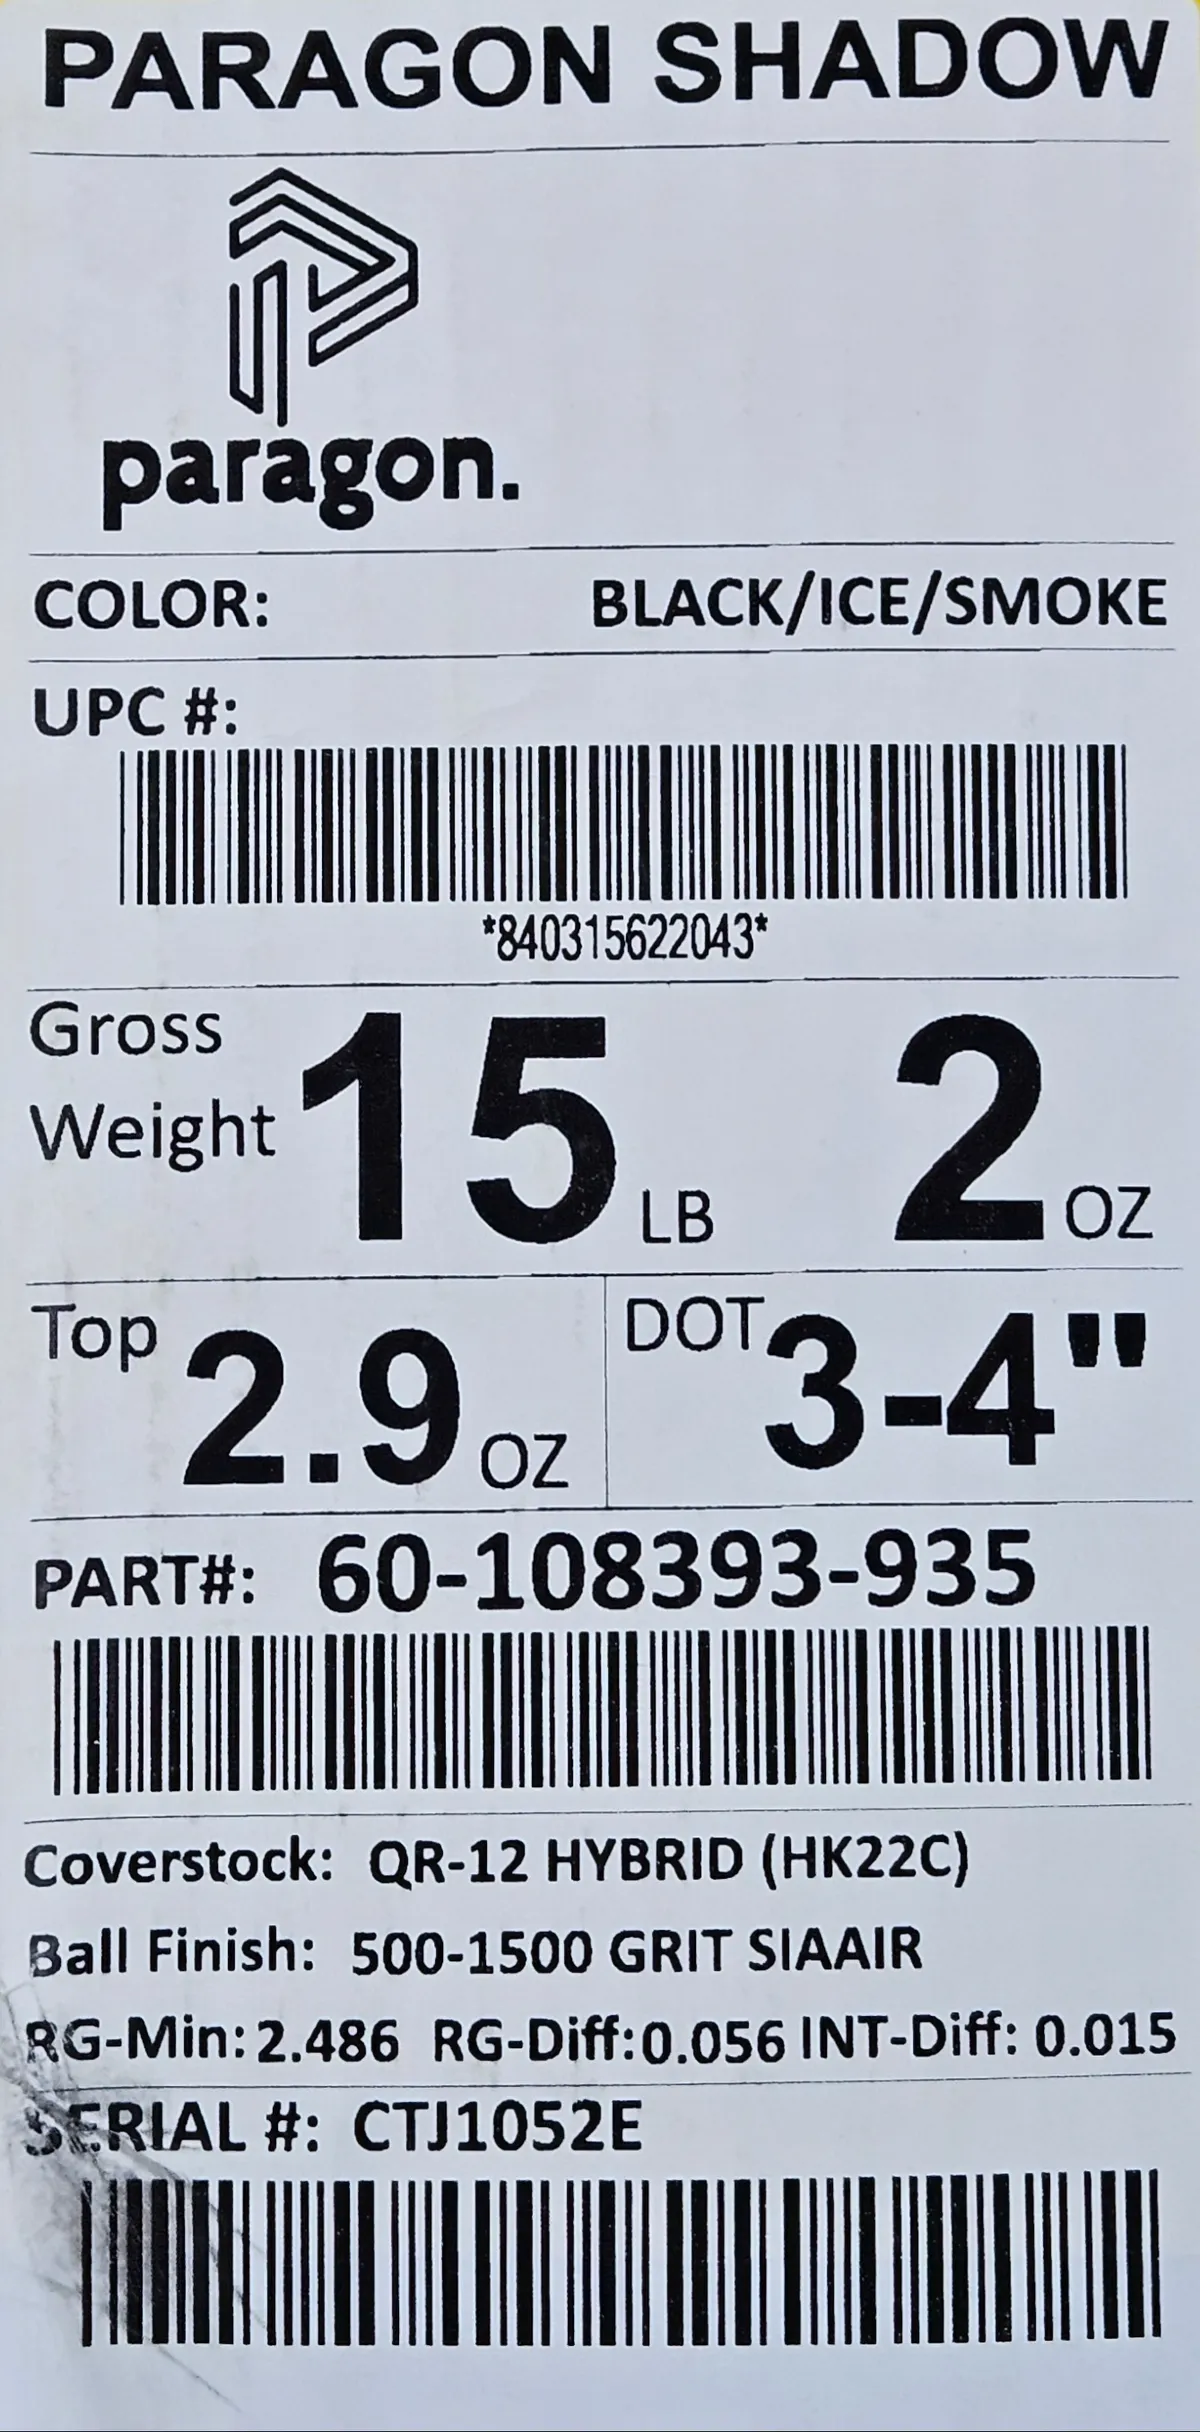 PARAGON SHADOW
paragon.
COLOR: BLACK/ICE/SMOKE
UPC #:
*840315622043*
Gross Weight 15 LB 2 OZ
Top 2.9 OZ DOT 3-4"
PART#: 60-108393-935
Coverstock: QR-12 HYBRID (HK22C)
Ball Finish: 500-1500 GRIT SIAAIR
RG-Min: 2.486 RG-Diff: 0.056 INT-Diff: 0.015
SERIAL #: CTJ1052E